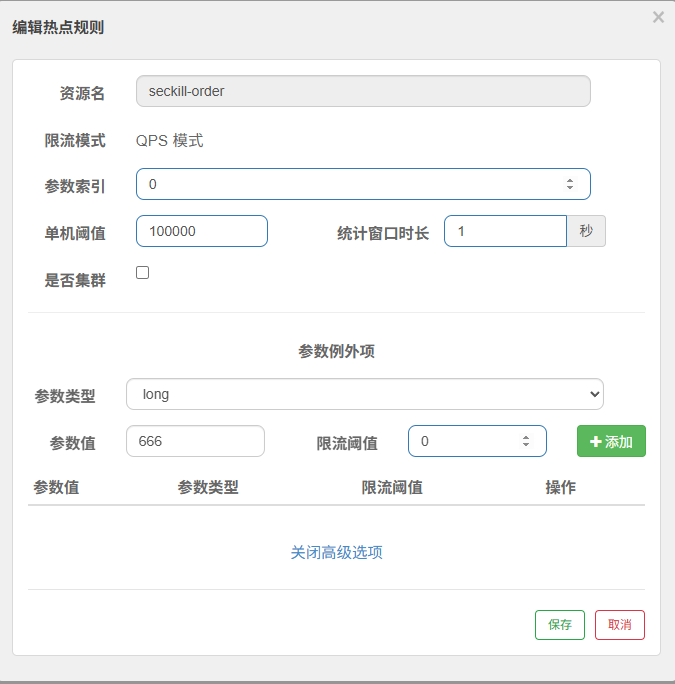 编辑热点规则 ×
资源名 seckill-order
限流模式 QPS 模式
参数索引 0
单机阈值 100000 统计窗口时长 1 秒
是否集群
参数例外项
参数类型 long
参数值 666 限流阈值 0 添加
参数值 参数类型 限流阈值 操作
关闭高级选项
保存 取消